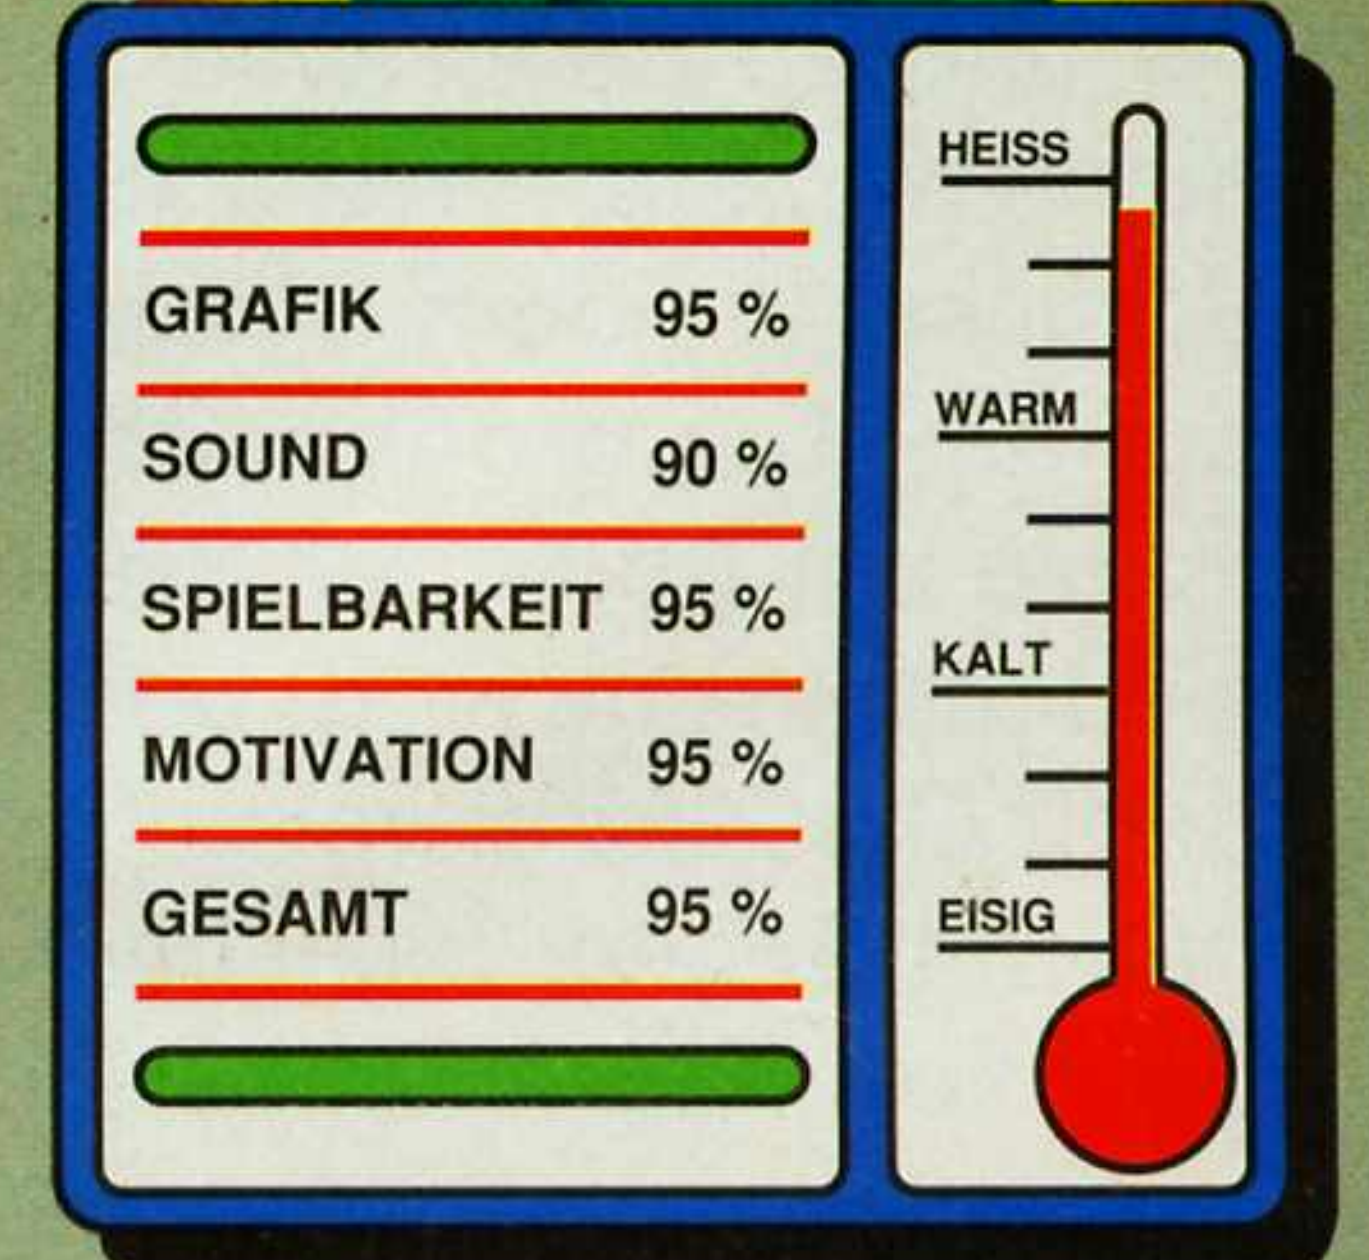 GRAFIK 95 %
SOUND 90 %
SPIELBARKEIT 95 %
MOTIVATION 95 %
GESAMT 95 %
HEISS
WARM
KALT
EISIG